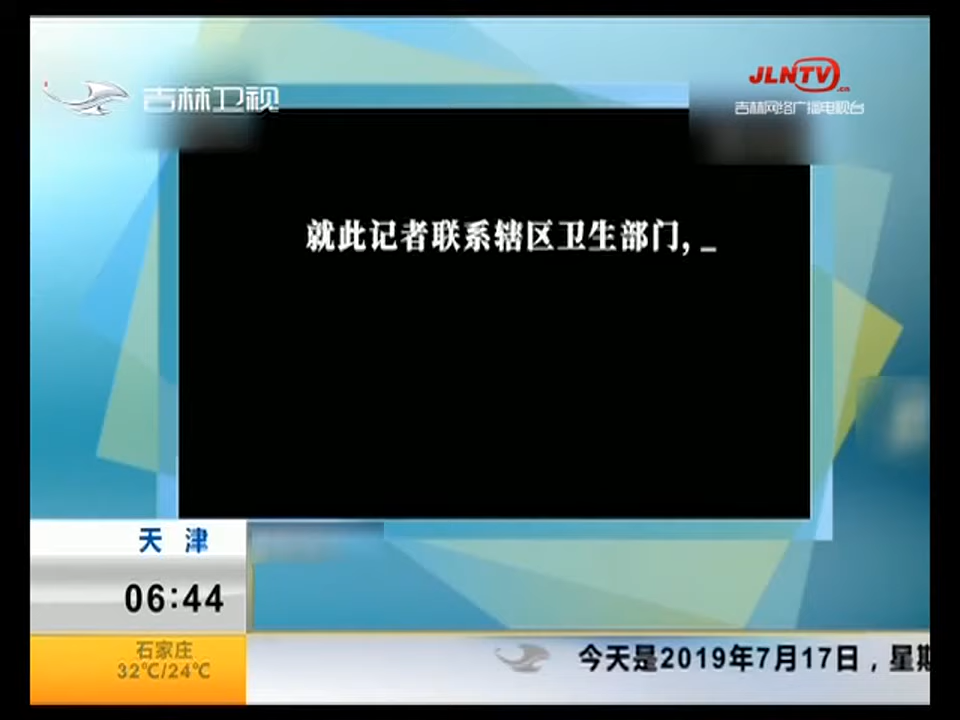 吉林卫视
JLNTV.cn
吉林网络广播电视台
就此记者联系辖区卫生部门,_
天津
06:44
石家庄
32℃/24℃
今天是2019年7月17日，星期